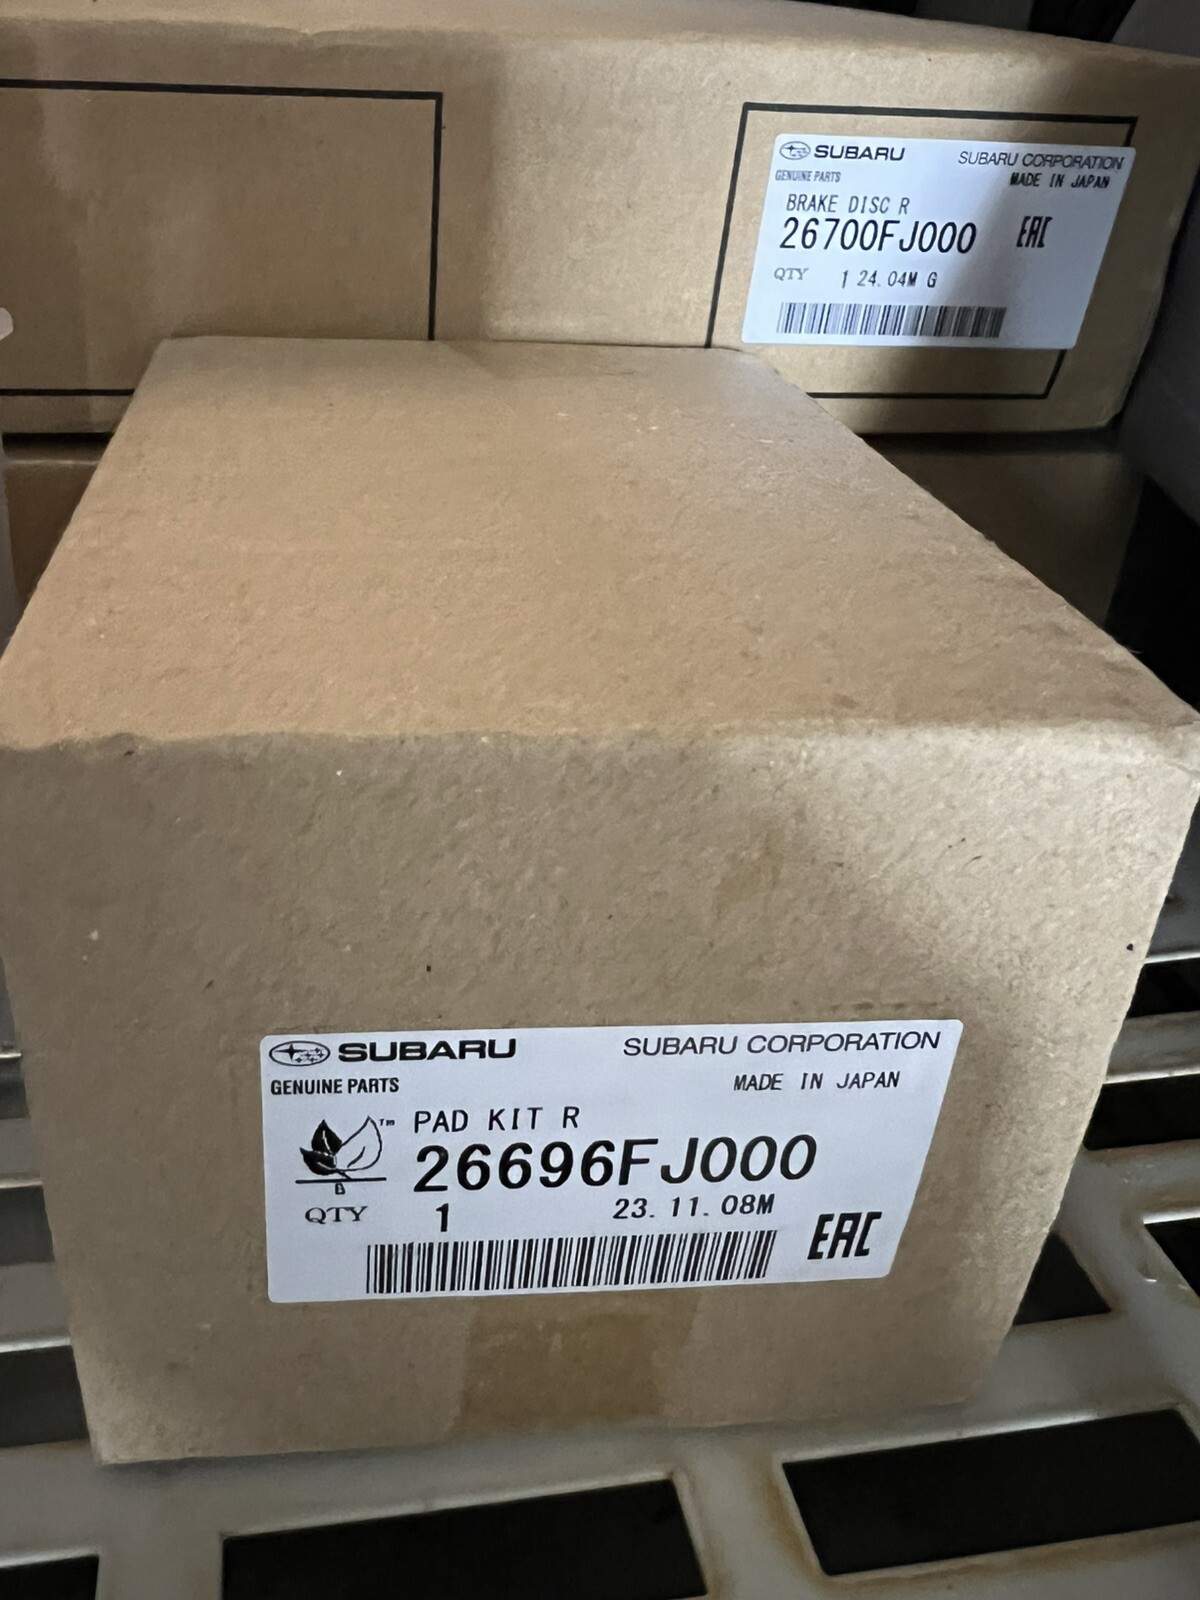 SUBARU SUBARU CORPORATION
GENUINE PARTS MADE IN JAPAN
BRAKE DISC R
26700FJ000 EAC
QTY 1 24.04M G
SUBARU SUBARU CORPORATION
GENUINE PARTS MADE IN JAPAN
™ PAD KIT R
26696FJ000
B
QTY 1 23.11.08M
EAC